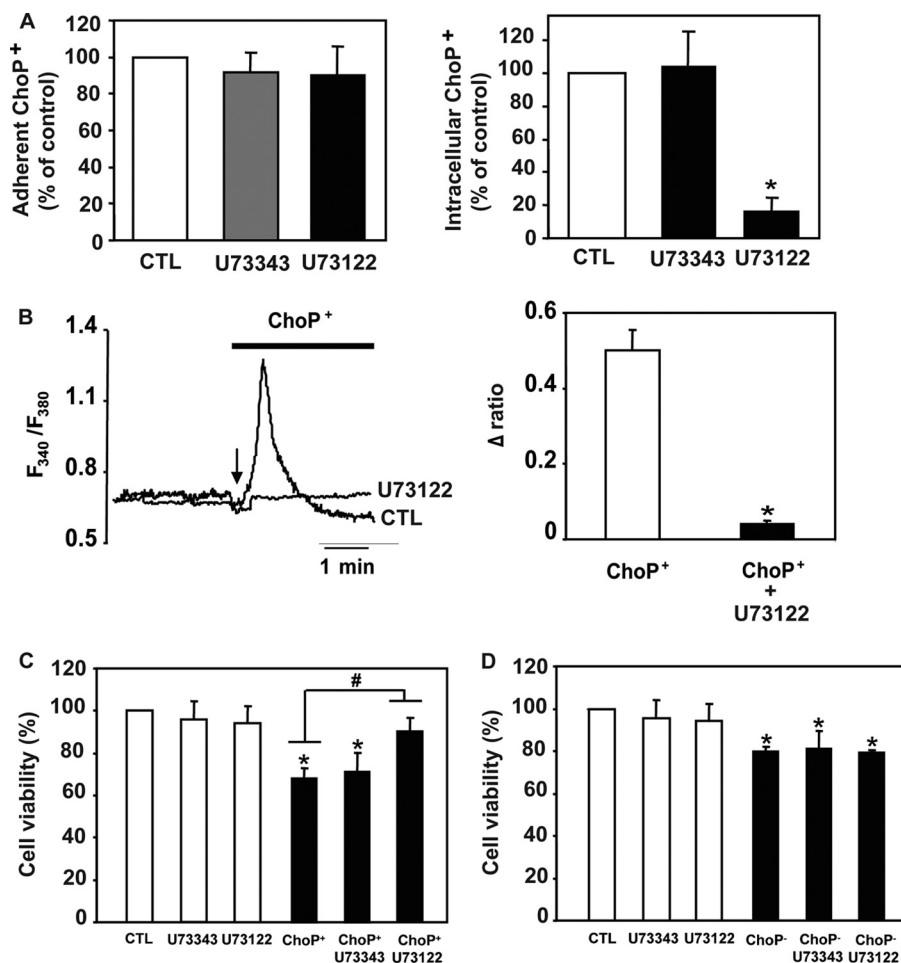 A
Adherent ChoP+
(% of control)
120
100
80
60
40
20
0
CTL
U73343
U73122
Intracellular ChoP+
(% of control)
120
100
80
60
40
20
0
*
CTL
U73343
U73122
B
F340 /F380
1.4
1.1
0.8
0.5
ChoP +
U73122
CTL
1 min
Δ ratio
0.6
0.4
0.2
0
*
ChoP+
ChoP+
+
U73122
C
Cell viability (%)
120
100
80
60
40
20
0
#
*
*
CTL
U73343
U73122
ChoP+
ChoP+
U73343
ChoP+
U73122
D
Cell viability (%)
120
100
80
60
40
20
0
*
*
*
CTL
U73343
U73122
ChoP-
ChoP-
U73343
ChoP-
U73122